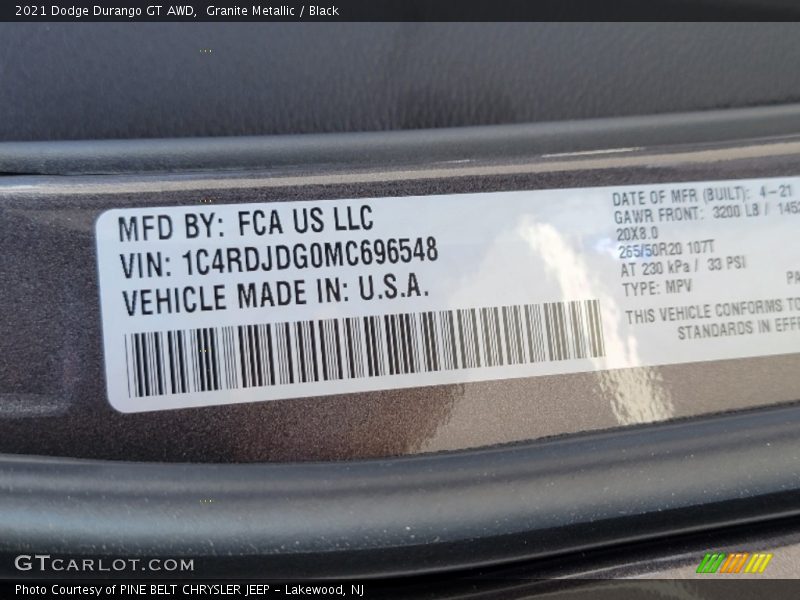 2021 Dodge Durango GT AWD, Granite Metallic / Black
MFD BY: FCA US LLC
VIN: 1C4RDJDG0MC696548
VEHICLE MADE IN: U.S.A.
DATE OF MFR (BUILT): 4-21
GAWR FRONT: 3200 LB / 145
20X8.0
265/50R20 107T
AT 230 kPa / 33 PSI
TYPE: MPV PA
THIS VEHICLE CONFORMS TO
STANDARDS IN EFFE
GTCARLOT.COM
Photo Courtesy of PINE BELT CHRYSLER JEEP - Lakewood, NJ